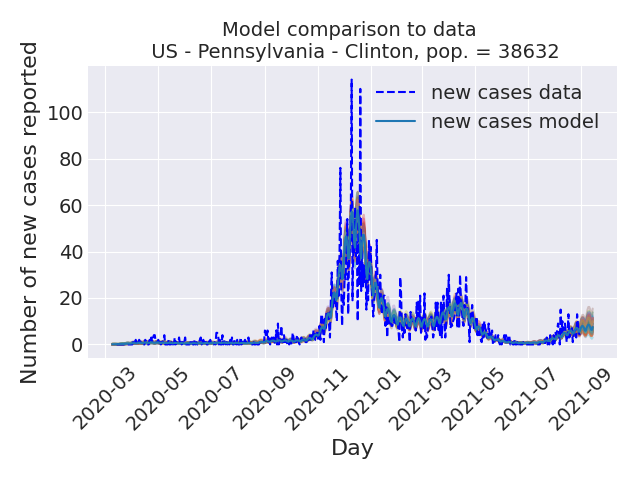 Model comparison to data
US - Pennsylvania - Clinton, pop. = 38632
Number of new cases reported
100
80
60
40
20
0
new cases data
new cases model
2020-03
2020-05
2020-07
2020-09
2020-11
2021-01
2021-03
2021-05
2021-07
2021-09
Day